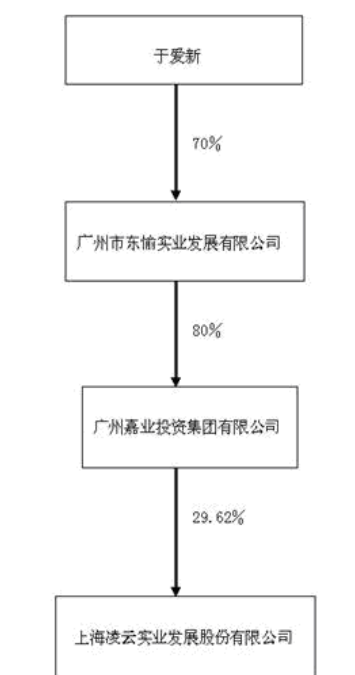 于爱新
70%
广州市东愉实业发展有限公司
80%
广州嘉业投资集团有限公司
29.62%
上海凌云实业发展股份有限公司